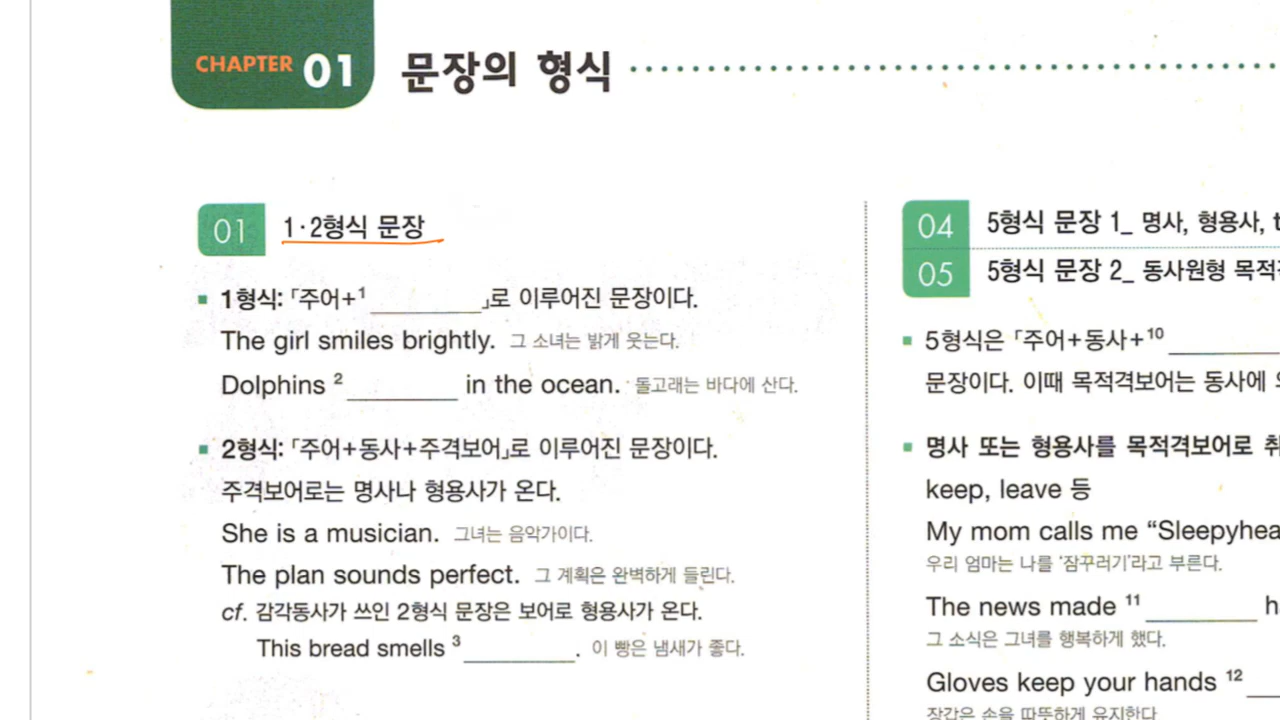 CHAPTER 01 문장의 형식
01 1·2형식 문장
1형식: 「주어+¹ ________」로 이루어진 문장이다.
The girl smiles brightly. 그 소녀는 밝게 웃는다.
Dolphins ² ________ in the ocean. 돌고래는 바다에 산다.
2형식: 「주어+동사+주격보어」로 이루어진 문장이다.
주격보어로는 명사나 형용사가 온다.
She is a musician. 그녀는 음악가이다.
The plan sounds perfect. 그 계획은 완벽하게 들린다.
cf. 감각동사가 쓰인 2형식 문장은 보어로 형용사가 온다.
This bread smells ³ ________. 이 빵은 냄새가 좋다.
04 5형식 문장 1_ 명사, 형용사, t
05 5형식 문장 2_ 동사원형 목적
5형식은 「주어+동사+¹⁰ ________
문장이다. 이때 목적격보어는 동사에
명사 또는 형용사를 목적격보어로 취
keep, leave 등
My mom calls me “Sleepyhea
우리 엄마는 나를 ‘잠꾸러기’라고 부른다.
The news made ¹¹ ________ h
그 소식은 그녀를 행복하게 했다.
Gloves keep your hands ¹² __
장갑은 손을 따뜻하게 유지한다